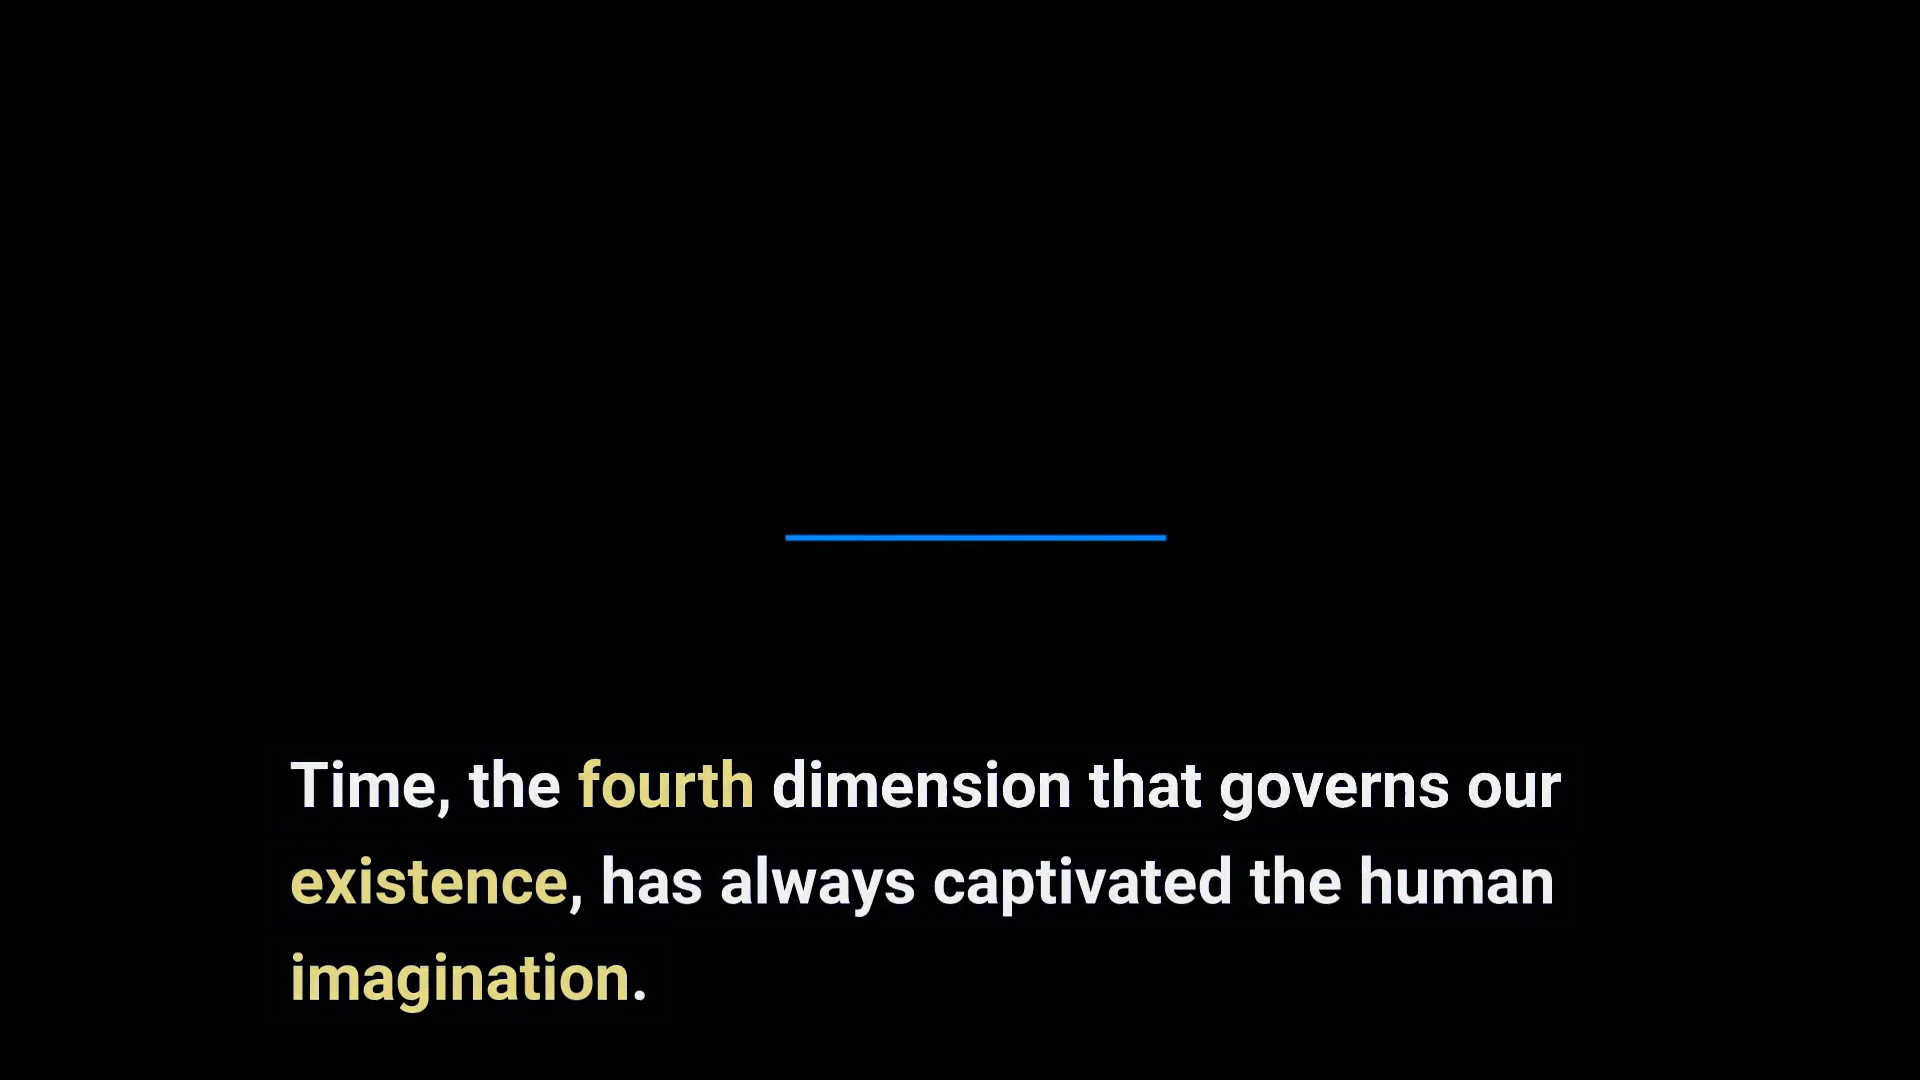 Time, the fourth dimension that governs our
existence, has always captivated the human
imagination.